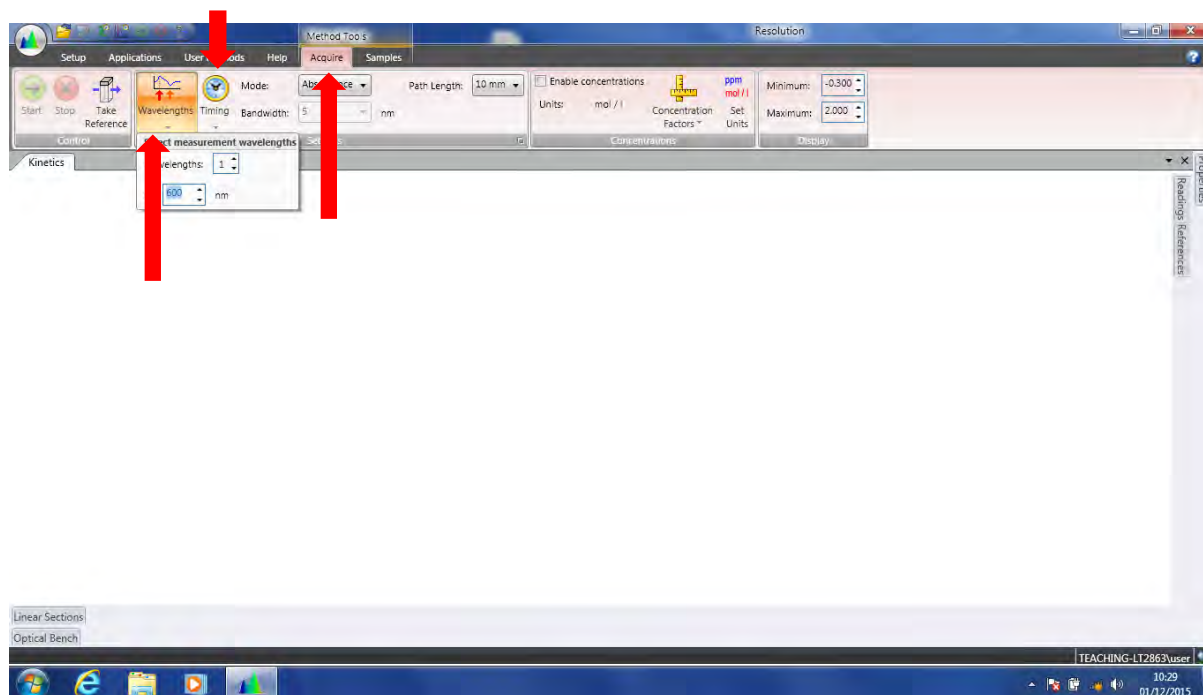 Method Tools
Resolution
Setup Applications Help Acquire Samples
Start Stop Take Reference
Wavelengths Timing
Mode:
Path Length: 10 mm
Bandwidth: 5 nm
Control
Enable concentrations
Units: mol / l
Concentration Factors
ppm
mol / l
Set Units
Concentrations
Minimum: -0.300
Maximum: 2.000
Display
Kinetics
measurement wavelengths
1
600 nm
Properties
Readings References
Linear Sections
Optical Bench
TEACHING-LT2863\user
10:29
01/12/2015